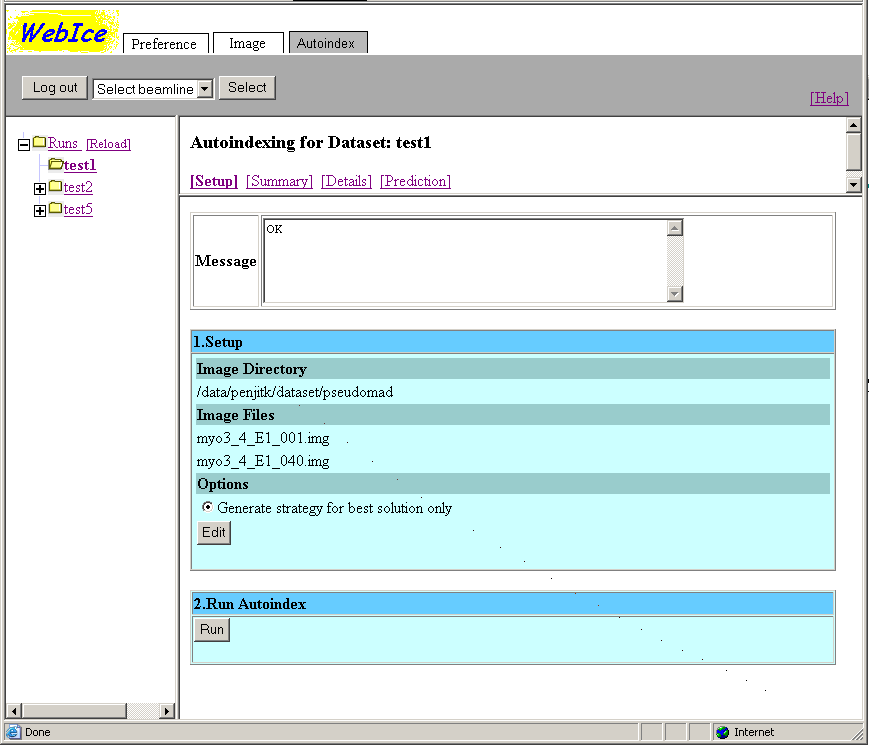 WebIce Preference Image Autoindex
Log out Select beamline Select
[Help]
Runs [Reload]
test1
test2
test5
Autoindexing for Dataset: test1
[Setup] [Summary] [Details] [Prediction]
Message OK
1.Setup
Image Directory
/data/penjitk/dataset/pseudomad
Image Files
myo3_4_E1_001.img
myo3_4_E1_040.img
Options
Generate strategy for best solution only
Edit
2.Run Autoindex
Run
Done Internet